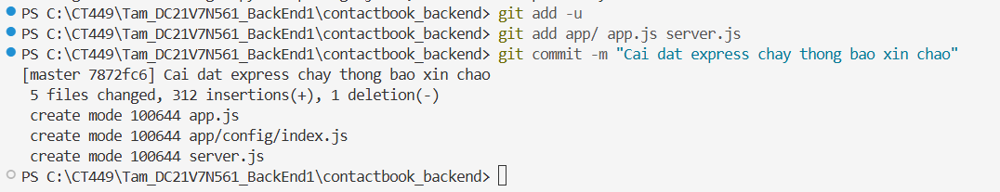 PS C:\CT449\Tam_DC21V7N561_BackEnd1\contactbook_backend> git add -u
PS C:\CT449\Tam_DC21V7N561_BackEnd1\contactbook_backend> git add app/ app.js server.js
PS C:\CT449\Tam_DC21V7N561_BackEnd1\contactbook_backend> git commit -m "Cai dat express chay thong bao xin chao"
[master 7872fc6] Cai dat express chay thong bao xin chao
 5 files changed, 312 insertions(+), 1 deletion(-)
 create mode 100644 app.js
 create mode 100644 app/config/index.js
 create mode 100644 server.js
PS C:\CT449\Tam_DC21V7N561_BackEnd1\contactbook_backend>